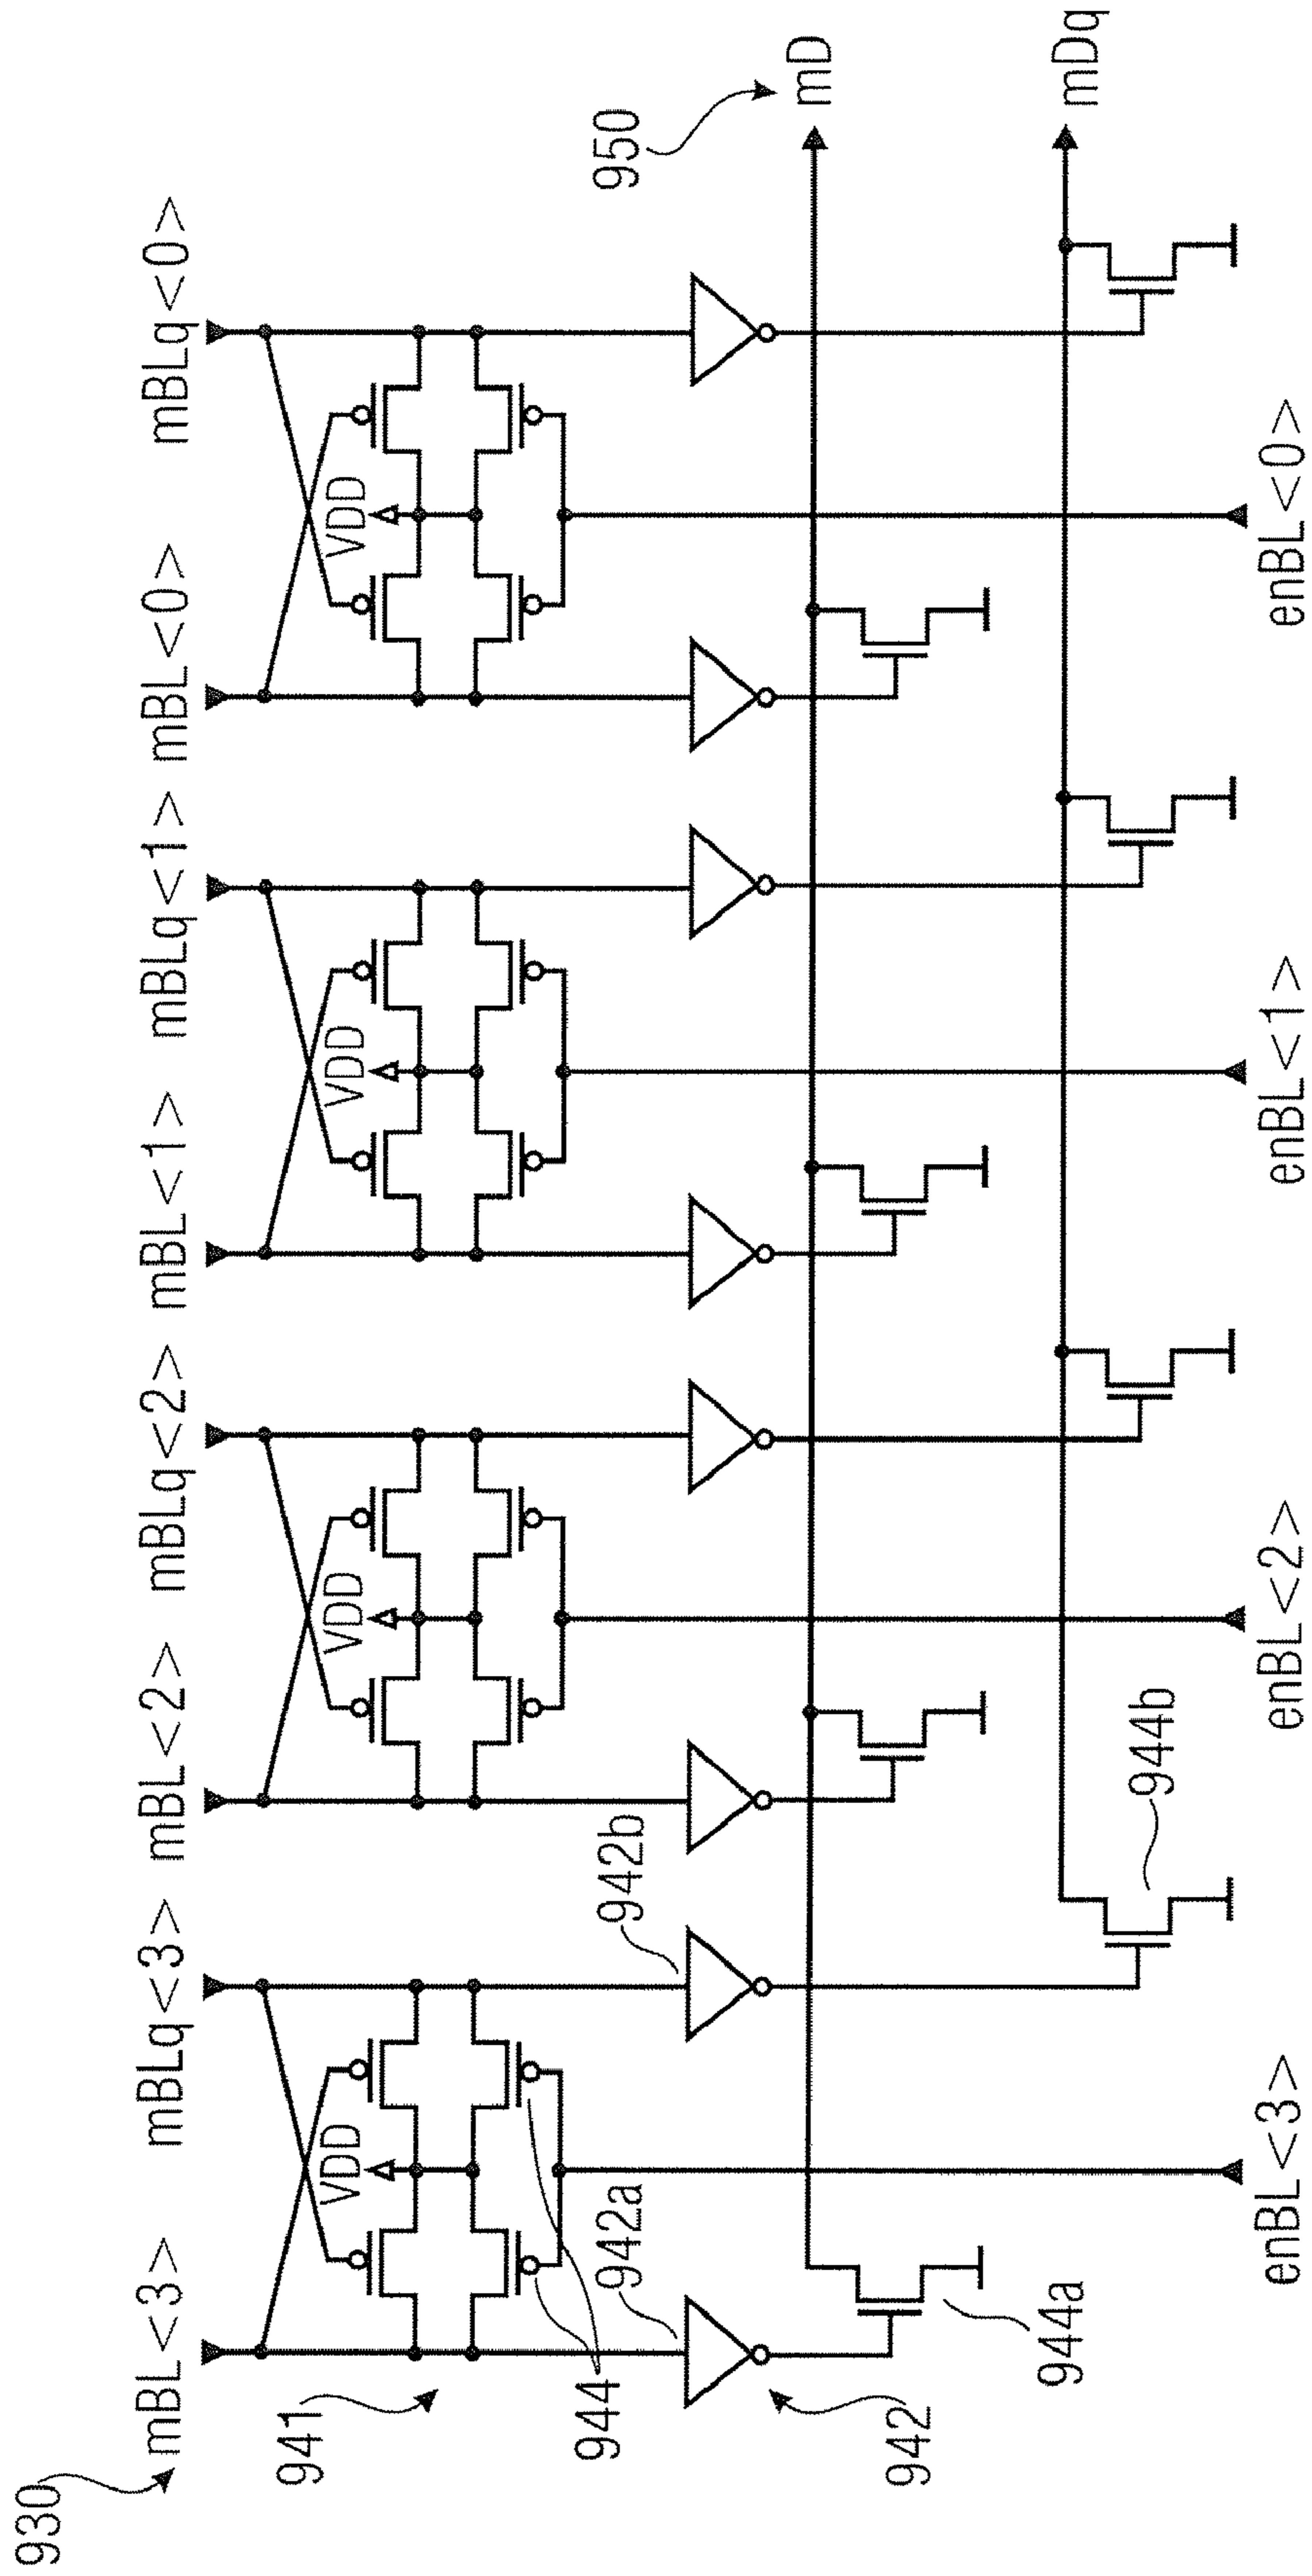 930
mBL<3>
mBLq<3>
mBL<2>
mBLq<2>
mBL<1>
mBLq<1>
mBL<0>
mBLq<0>
VDD
VDD
VDD
VDD
941
944
942a
942b
942
944a
944b
950
mD
mDq
enBL<3>
enBL<2>
enBL<1>
enBL<0>